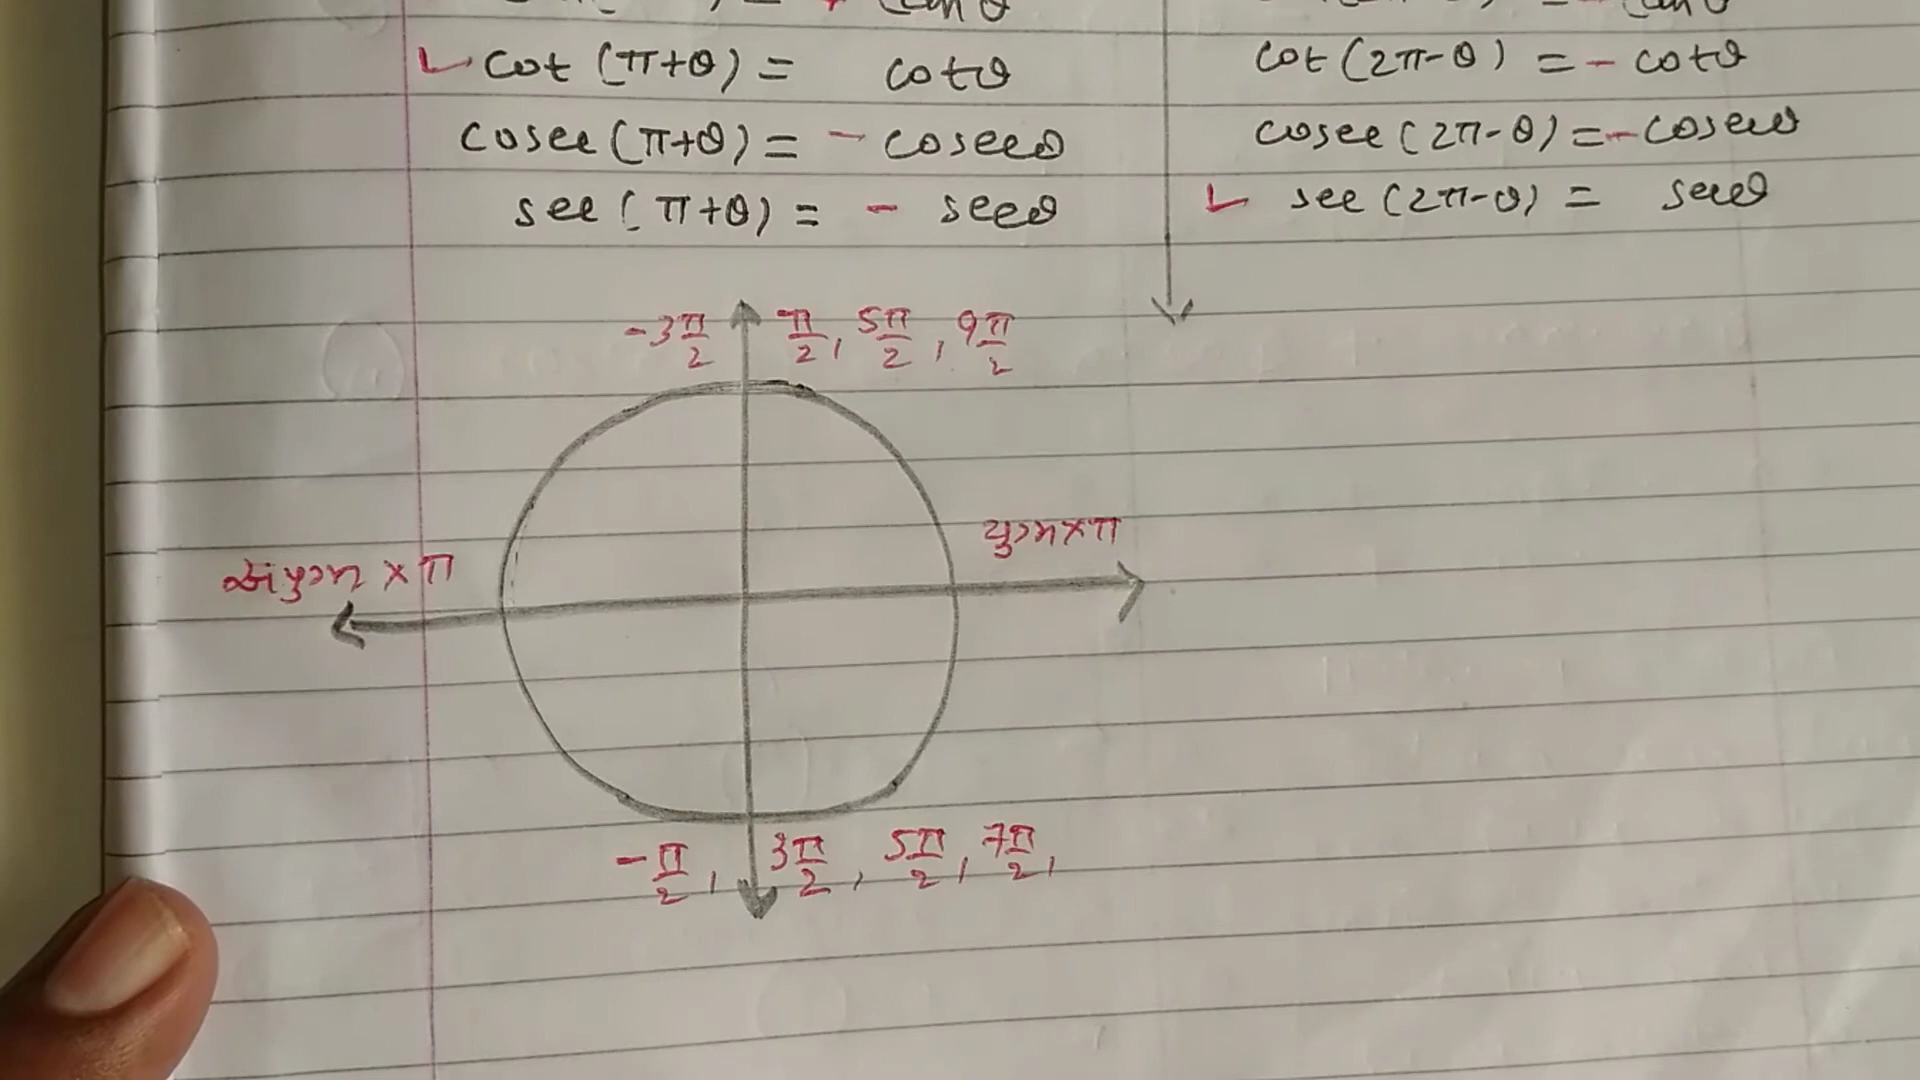 tanθ
cot (π+θ) = cotθ
cosec (π+θ) = - cosecθ
sec (π+θ) = - secθ
cot (2π-θ) = - cotθ
cosec (2π-θ) = - cosecθ
sec (2π-θ) = secθ
-3π/2 π/2, 5π/2, 9π/2
π×
× π
-π/2, 3π/2, 5π/2, 7π/2,